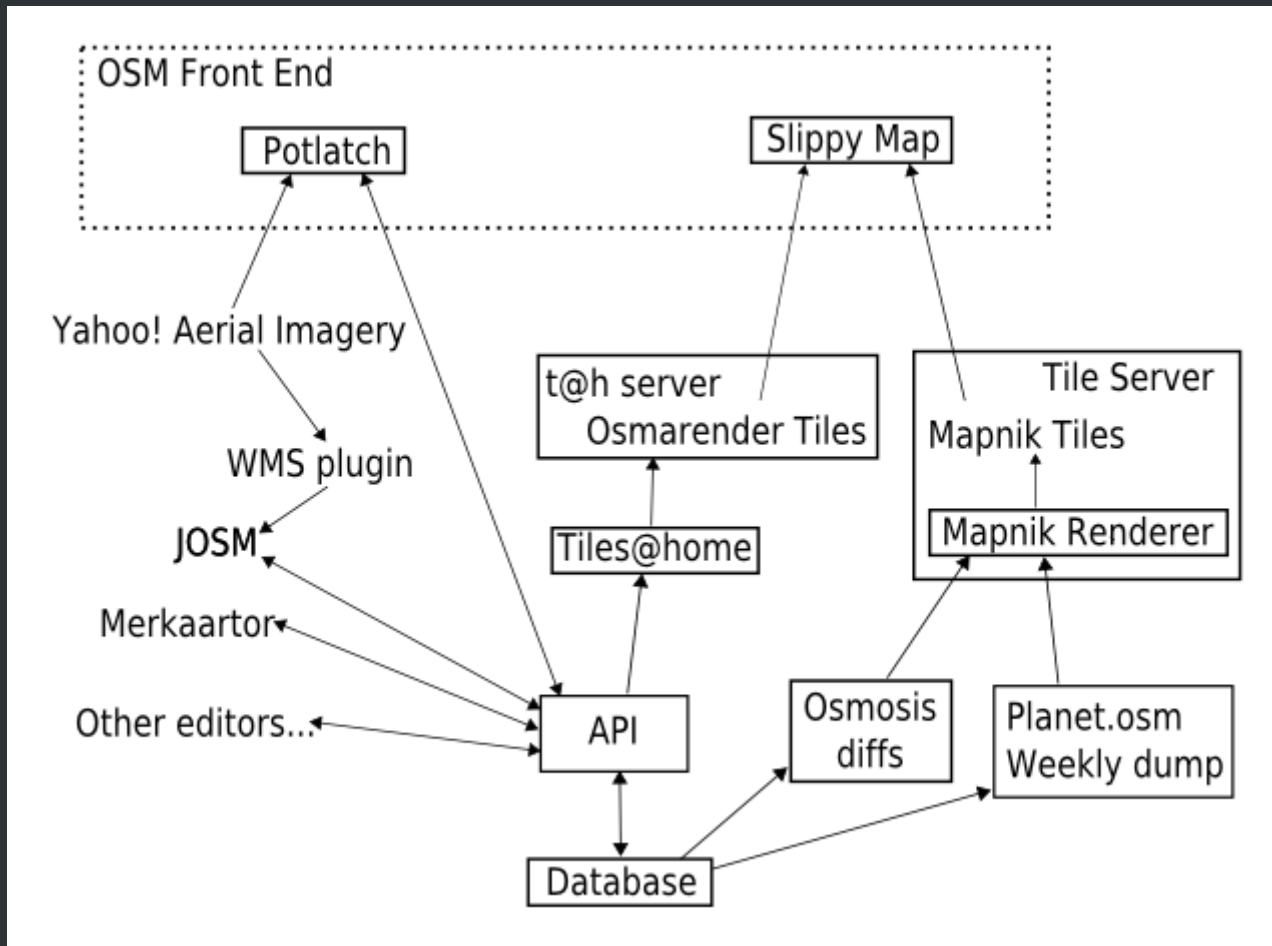 OSM Front End
Potlatch
Slippy Map
Yahoo! Aerial Imagery
t@h server
Osmarender Tiles
Tile Server
Mapnik Tiles
WMS plugin
Mapnik Renderer
JOSM
Tiles@home
Merkaartor
Other editors...
API
Osmosis
diffs
Planet.osm
Weekly dump
Database